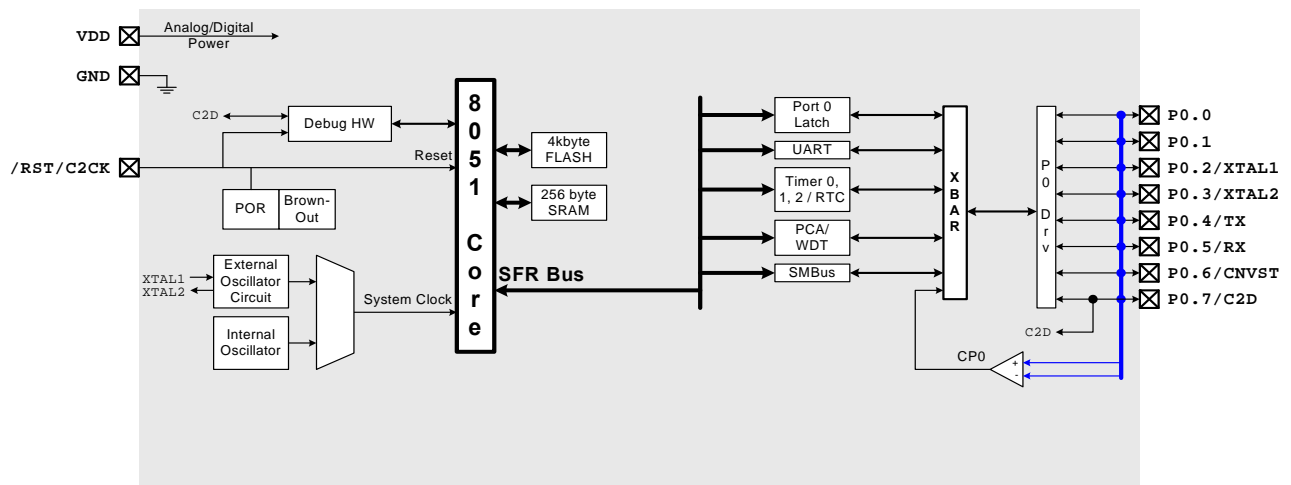 VDD
Analog/Digital
Power
GND
C2D
Debug HW
/RST/C2CK
Reset
POR
Brown-
Out
XTAL1
XTAL2
External
Oscillator
Circuit
Internal
Oscillator
System Clock
8
0
5
1
C
o
r
e
4kbyte
FLASH
256 byte
SRAM
SFR Bus
Port 0
Latch
UART
Timer 0,
1, 2 / RTC
PCA/
WDT
SMBus
X
B
A
R
P
0
D
r
v
CP0
+
-
C2D
P0.0
P0.1
P0.2/XTAL1
P0.3/XTAL2
P0.4/TX
P0.5/RX
P0.6/CNVST
P0.7/C2D